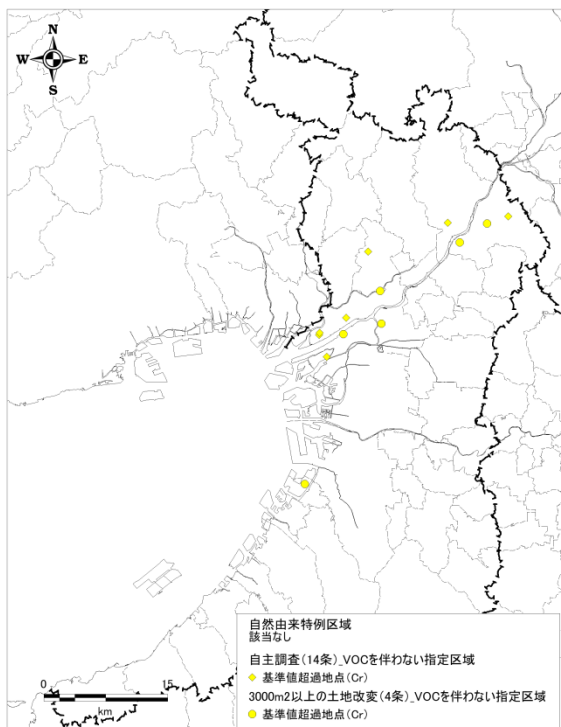 N
W E
S
自然由来特例区域
該当なし
自主調査(14条)_VOCを伴わない指定区域
基準値超過地点(Cr)
3000m2以上の土地改変(4条)_VOCを伴わない指定区域
基準値超過地点(Cr)
0 15
km